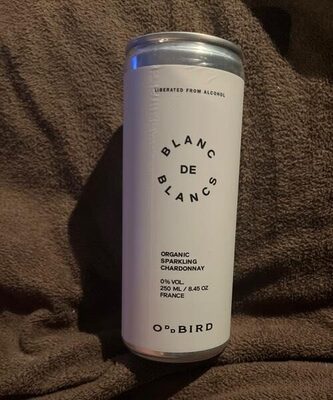 LIBERATED FROM ALCOHOL
BLANC
DE
BLANCS
ORGANIC
SPARKLING
CHARDONNAY
0% VOL.
250 ML / 8.45 OZ
FRANCE
ODDBIRD